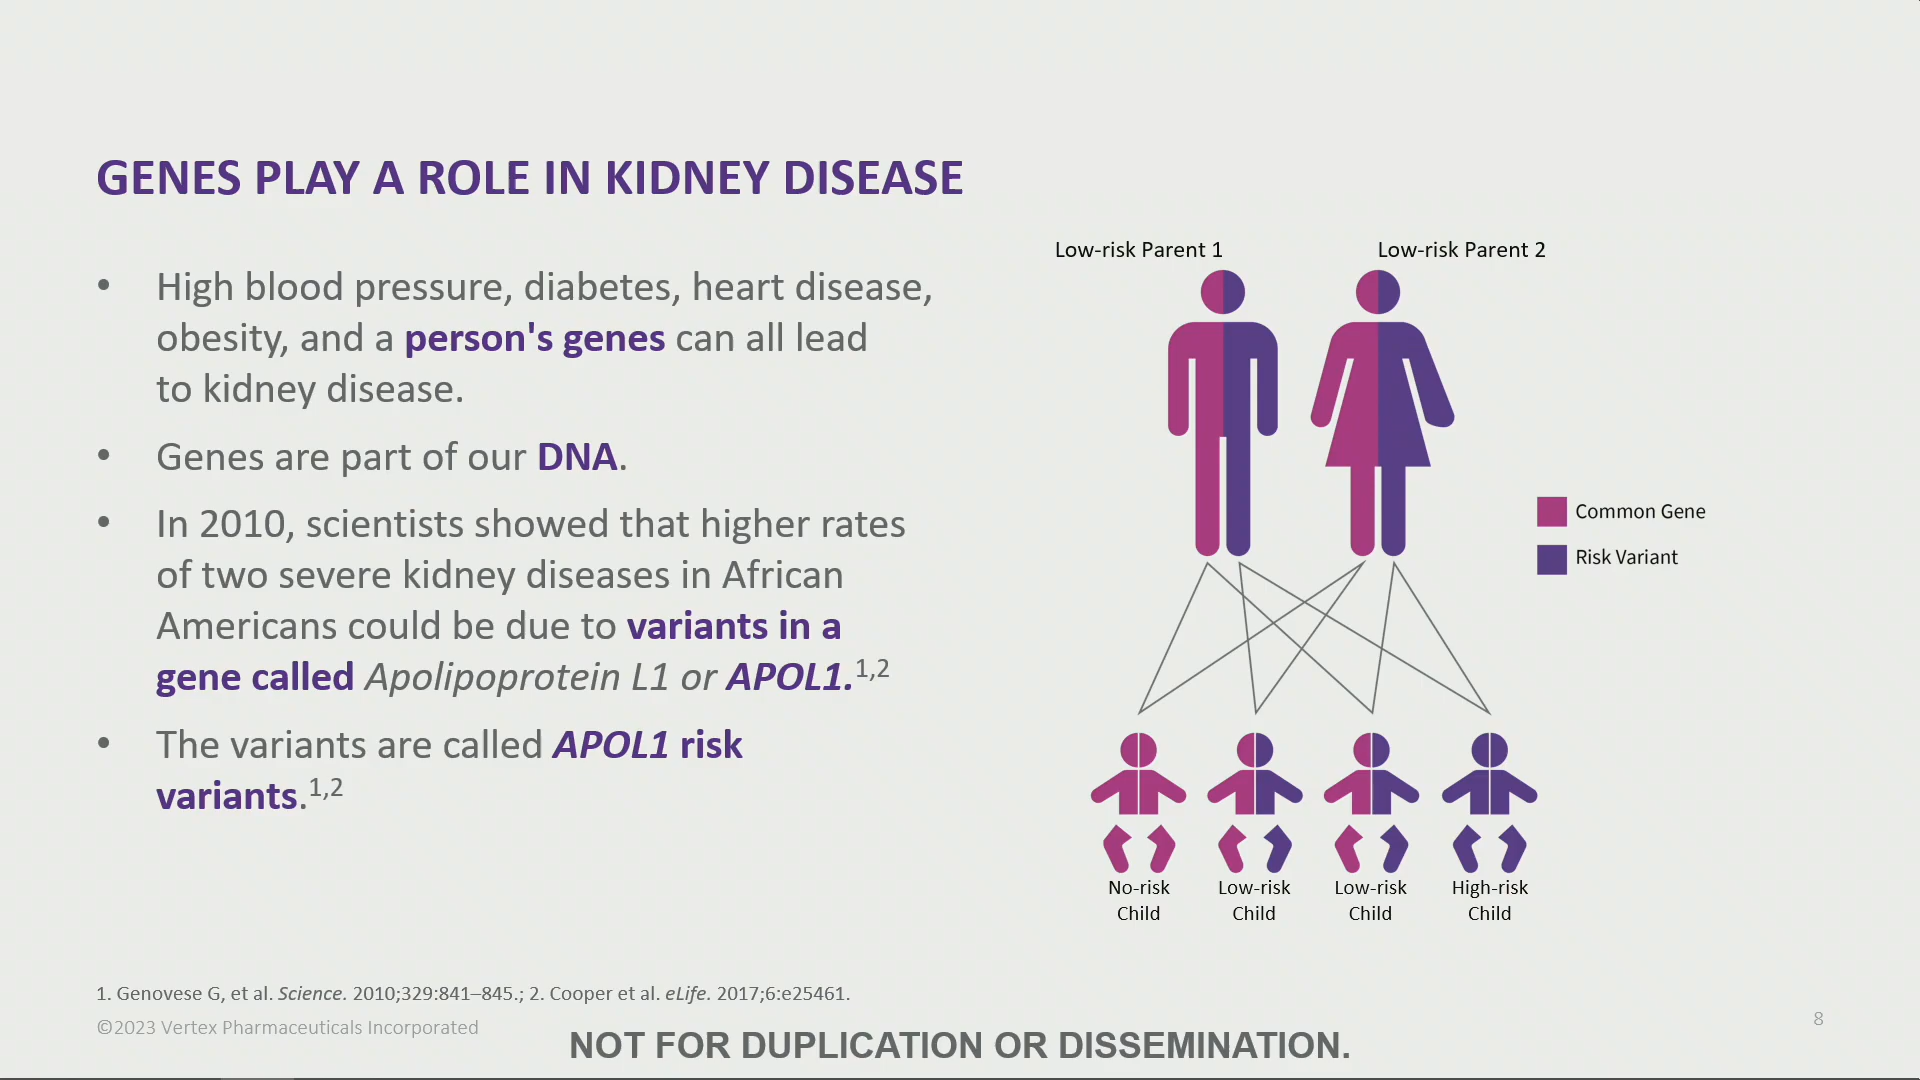 GENES PLAY A ROLE IN KIDNEY DISEASE
• High blood pressure, diabetes, heart disease,
obesity, and a person's genes can all lead
to kidney disease.
• Genes are part of our DNA.
• In 2010, scientists showed that higher rates
of two severe kidney diseases in African
Americans could be due to variants in a
gene called Apolipoprotein L1 or APOL1.1,2
• The variants are called APOL1 risk
variants.1,2
Low-risk Parent 1
Low-risk Parent 2
Common Gene
Risk Variant
No-risk
Child
Low-risk
Child
Low-risk
Child
High-risk
Child
1. Genovese G, et al. Science. 2010;329:841–845.; 2. Cooper et al. eLife. 2017;6:e25461.
©2023 Vertex Pharmaceuticals Incorporated
8
NOT FOR DUPLICATION OR DISSEMINATION.